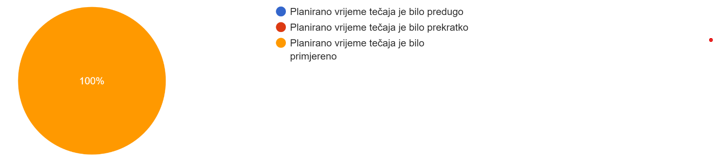 100%
Planirano vrijeme tečaja je bilo predugo
Planirano vrijeme tečaja je bilo prekratko
Planirano vrijeme tečaja je bilo
primjereno